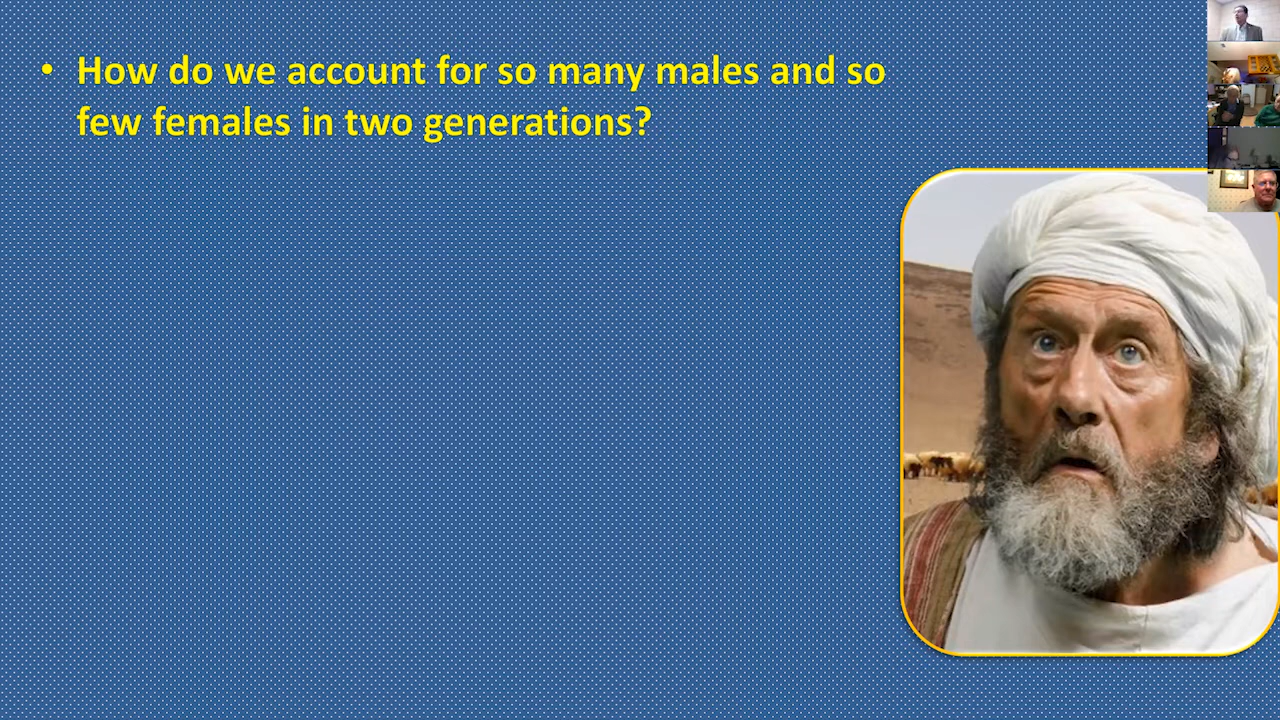 • How do we account for so many males and so
few females in two generations?